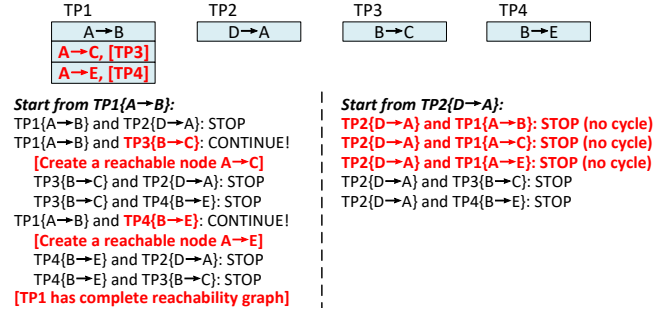 TP1 TP2 TP3 TP4
A→B D→A B→C B→E
A→C, [TP3]
A→E, [TP4]
Start from TP1{A→B}:
TP1{A→B} and TP2{D→A}: STOP
TP1{A→B} and TP3{B→C}: CONTINUE!
[Create a reachable node A→C]
TP3{B→C} and TP2{D→A}: STOP
TP3{B→C} and TP4{B→E}: STOP
TP1{A→B} and TP4{B→E}: CONTINUE!
[Create a reachable node A→E]
TP4{B→E} and TP2{D→A}: STOP
TP4{B→E} and TP3{B→C}: STOP
[TP1 has complete reachability graph]
Start from TP2{D→A}:
TP2{D→A} and TP1{A→B}: STOP (no cycle)
TP2{D→A} and TP1{A→C}: STOP (no cycle)
TP2{D→A} and TP1{A→E}: STOP (no cycle)
TP2{D→A} and TP3{B→C}: STOP
TP2{D→A} and TP4{B→E}: STOP